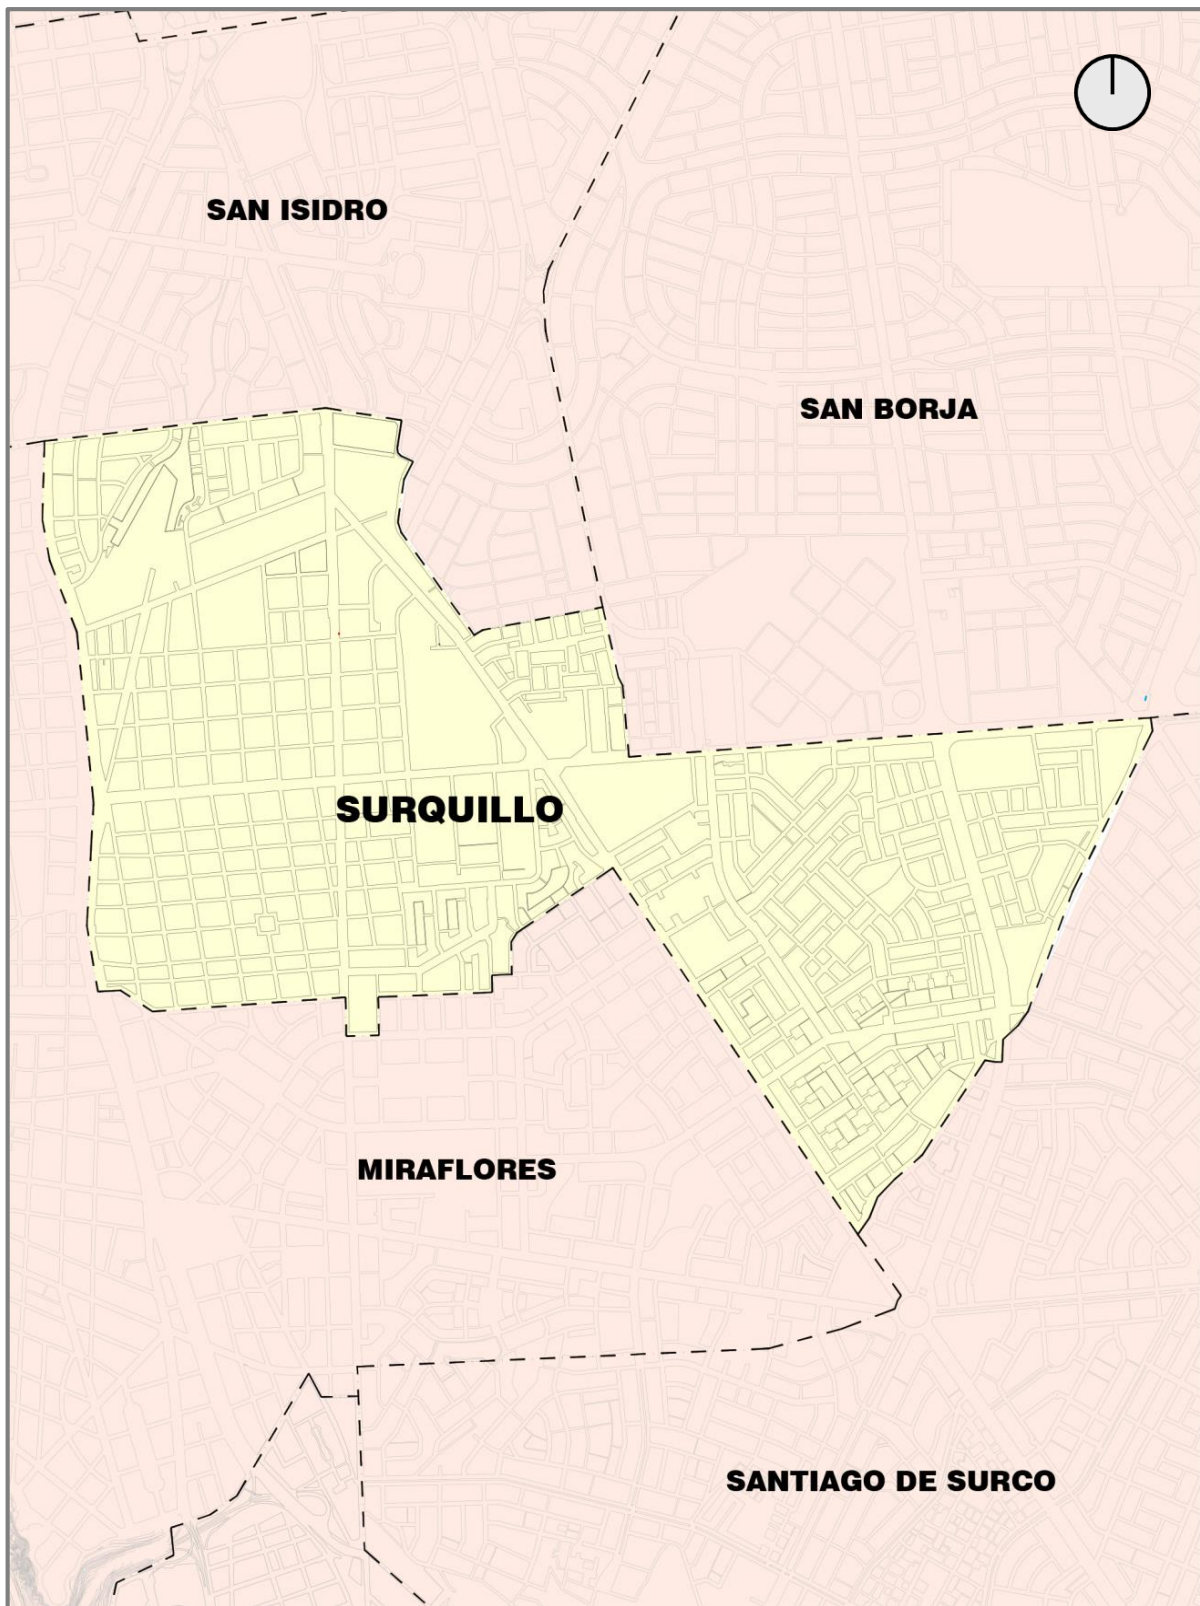 SAN ISIDRO
SAN BORJA
SURQUILLO
MIRAFLORES
SANTIAGO DE SURCO